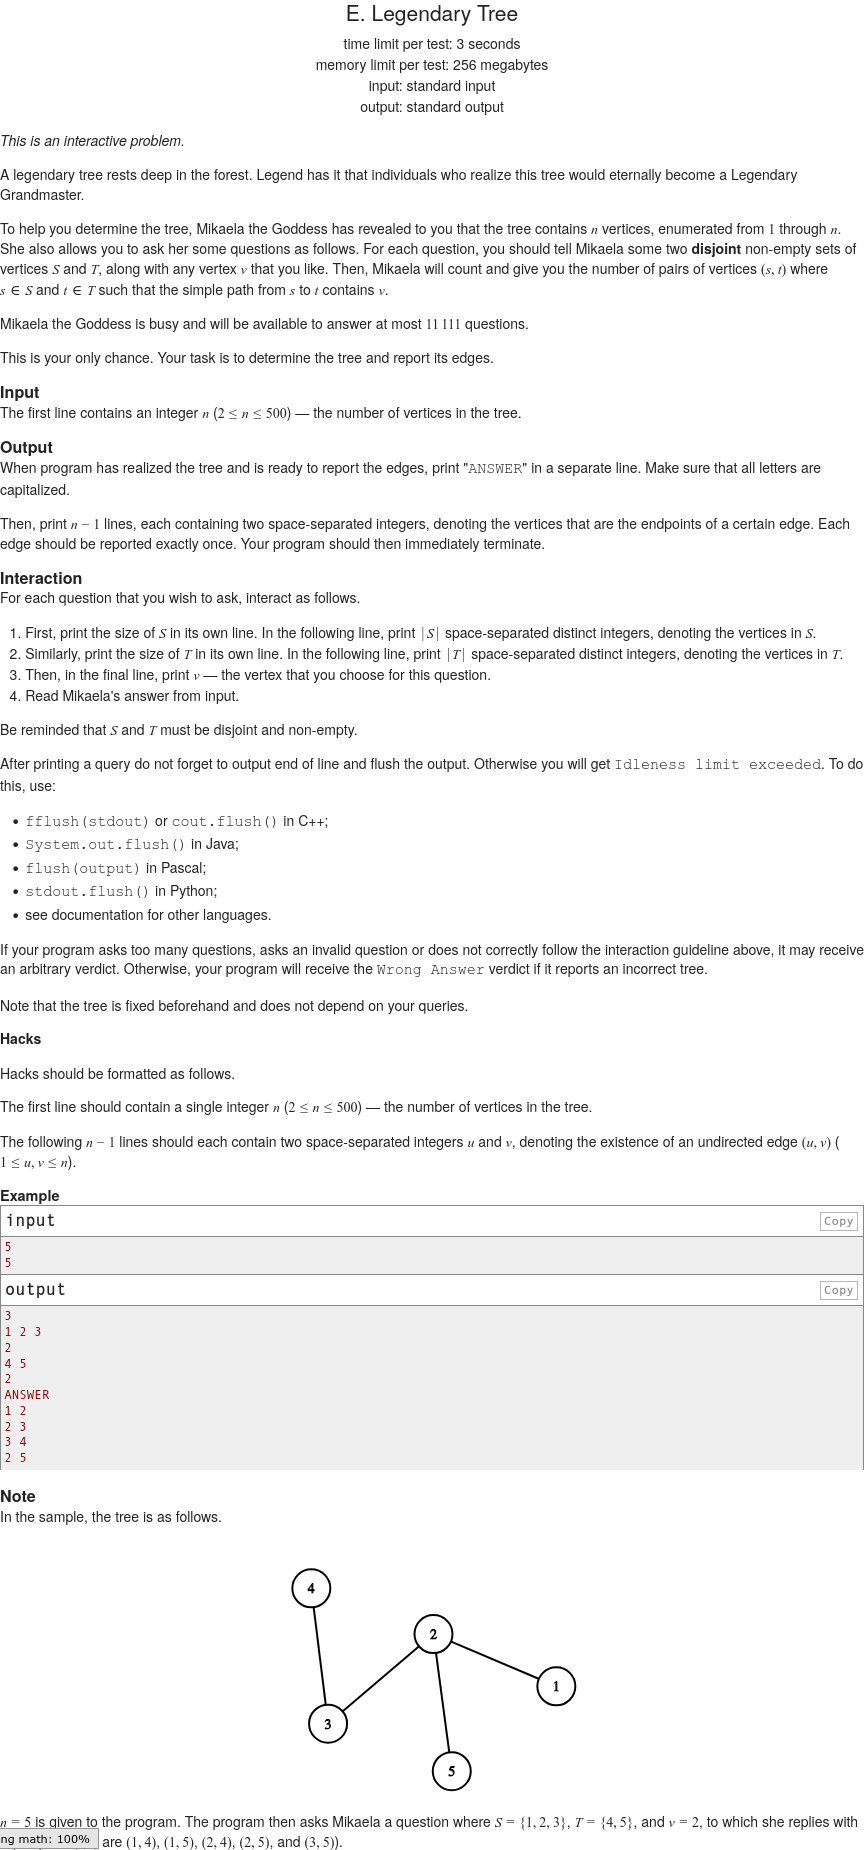 E. Legendary Tree
time limit per test: 3 seconds
memory limit per test: 256 megabytes
input: standard input
output: standard output
This is an interactive problem.
A legendary tree rests deep in the forest. Legend has it that individuals who realize this tree would eternally become a Legendary
Grandmaster.
To help you determine the tree, Mikaela the Goddess has revealed to you that the tree contains n vertices, enumerated from 1 through n.
She also allows you to ask her some questions as follows. For each question, you should tell Mikaela some two disjoint non-empty sets of
vertices S and T, along with any vertex v that you like. Then, Mikaela will count and give you the number of pairs of vertices (s, t) where
s ∈ S and t ∈ T such that the simple path from s to t contains v.
Mikaela the Goddess is busy and will be available to answer at most 11 111 questions.
This is your only chance. Your task is to determine the tree and report its edges.
Input
The first line contains an integer n (2 ≤ n ≤ 500) — the number of vertices in the tree.
Output
When program has realized the tree and is ready to report the edges, print "ANSWER" in a separate line. Make sure that all letters are
capitalized.
Then, print n − 1 lines, each containing two space-separated integers, denoting the vertices that are the endpoints of a certain edge. Each
edge should be reported exactly once. Your program should then immediately terminate.
Interaction
For each question that you wish to ask, interact as follows.
1. First, print the size of S in its own line. In the following line, print |S| space-separated distinct integers, denoting the vertices in S.
2. Similarly, print the size of T in its own line. In the following line, print |T| space-separated distinct integers, denoting the vertices in T.
3. Then, in the final line, print v — the vertex that you choose for this question.
4. Read Mikaela's answer from input.
Be reminded that S and T must be disjoint and non-empty.
After printing a query do not forget to output end of line and flush the output. Otherwise you will get Idleness limit exceeded. To do
this, use:
• fflush(stdout) or cout.flush() in C++;
• System.out.flush() in Java;
• flush(output) in Pascal;
• stdout.flush() in Python;
• see documentation for other languages.
If your program asks too many questions, asks an invalid question or does not correctly follow the interaction guideline above, it may receive
an arbitrary verdict. Otherwise, your program will receive the Wrong Answer verdict if it reports an incorrect tree.
Note that the tree is fixed beforehand and does not depend on your queries.
Hacks
Hacks should be formatted as follows.
The first line should contain a single integer n (2 ≤ n ≤ 500) — the number of vertices in the tree.
The following n − 1 lines should each contain two space-separated integers u and v, denoting the existence of an undirected edge (u, v) (
1 ≤ u, v ≤ n).
Example
input
Copy
5
5
output
Copy
3
1 2 3
2
4 5
2
ANSWER
1 2
2 3
3 4
2 5
Note
In the sample, the tree is as follows.
4
2
1
3
5
n = 5 is given to the program. The program then asks Mikaela a question where S = {1, 2, 3}, T = {4, 5}, and v = 2, to which she replies with
ng math: 100% are (1, 4), (1, 5), (2, 4), (2, 5), and (3, 5)).